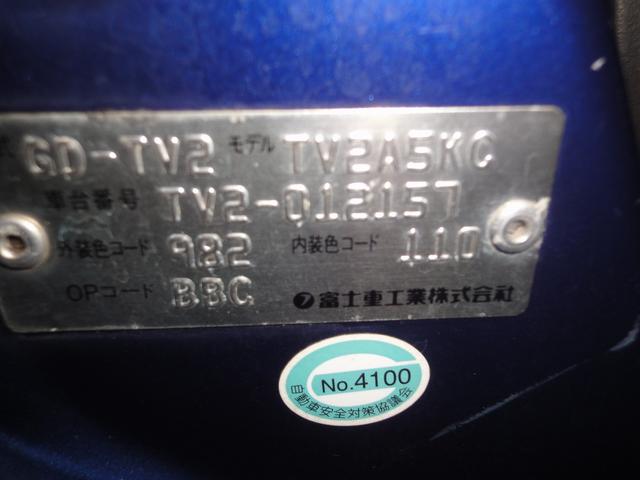 式 GD-TV2 モデル TV2A5KC
車台番号 TV2-012157
外装色コード 982 内装色コード 110
OPコード BBC 富士重工業株式会社
No.4100
自動車安全対策協議会